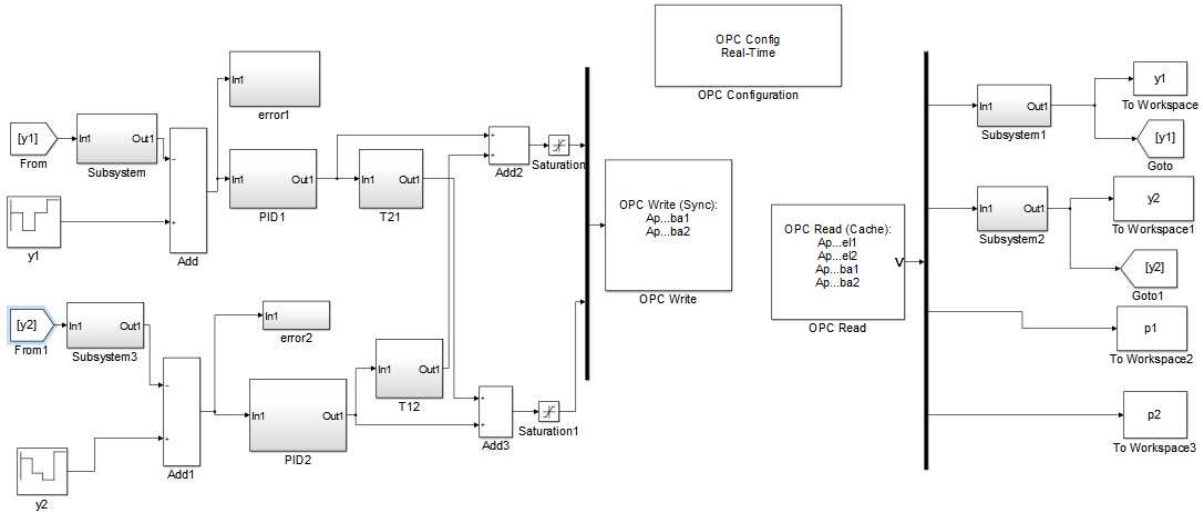 OPC Config
Real-Time
OPC Configuration
In1
error1
[y1]
From
In1
Out1
Subsystem
-
+
Add
y1
In1
Out1
PID1
In1
Out1
T21
+
+
Add2
Saturation
OPC Write (Sync):
Ap...ba1
Ap...ba2
OPC Write
[y2]
From1
In1
Out1
Subsystem3
-
+
Add1
y2
In1
error2
In1
Out1
PID2
In1
Out1
T12
+
+
Add3
Saturation1
OPC Read (Cache):
Ap...el1
Ap...el2
Ap...ba1
Ap...ba2
V
OPC Read
In1
Out1
Subsystem1
y1
To Workspace
[y1]
Goto
In1
Out1
Subsystem2
y2
To Workspace1
[y2]
Goto1
p1
To Workspace2
p2
To Workspace3